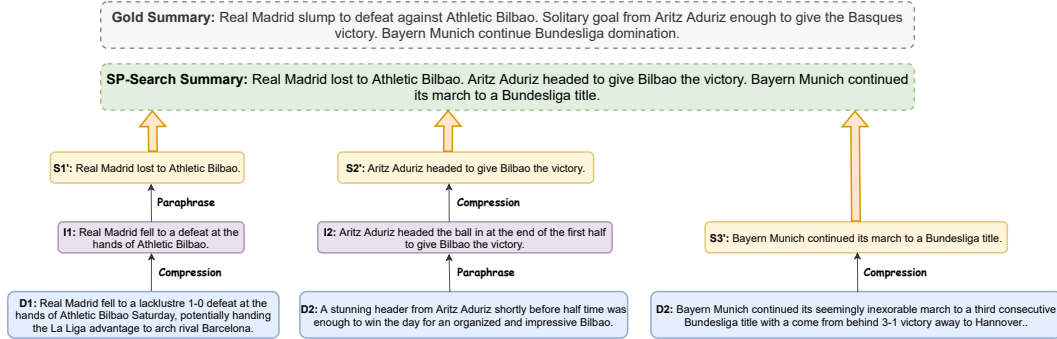 Gold Summary: Real Madrid slump to defeat against Athletic Bilbao. Solitary goal from Aritz Aduriz enough to give the Basques
victory. Bayern Munich continue Bundesliga domination.
SP-Search Summary: Real Madrid lost to Athletic Bilbao. Aritz Aduriz headed to give Bilbao the victory. Bayern Munich continued
its march to a Bundesliga title.
S1': Real Madrid lost to Athletic Bilbao.
S2': Aritz Aduriz headed to give Bilbao the victory.
Paraphrase
Compression
I1: Real Madrid fell to a defeat at the
hands of Athletic Bilbao.
I2: Aritz Aduriz headed the ball in at the end of the first half
to give Bilbao the victory.
S3': Bayern Munich continued its march to a Bundesliga title.
Compression
Paraphrase
Compression
D1: Real Madrid fell to a lacklustre 1-0 defeat at the
hands of Athletic Bilbao Saturday, potentially handing
the La Liga advantage to arch rival Barcelona.
D2: A stunning header from Aritz Aduriz shortly before half time was
enough to win the day for an organized and impressive Bilbao.
D2: Bayern Munich continued its seemingly inexorable march to a third consecutive
Bundesliga title with a come from behind 3-1 victory away to Hannover..